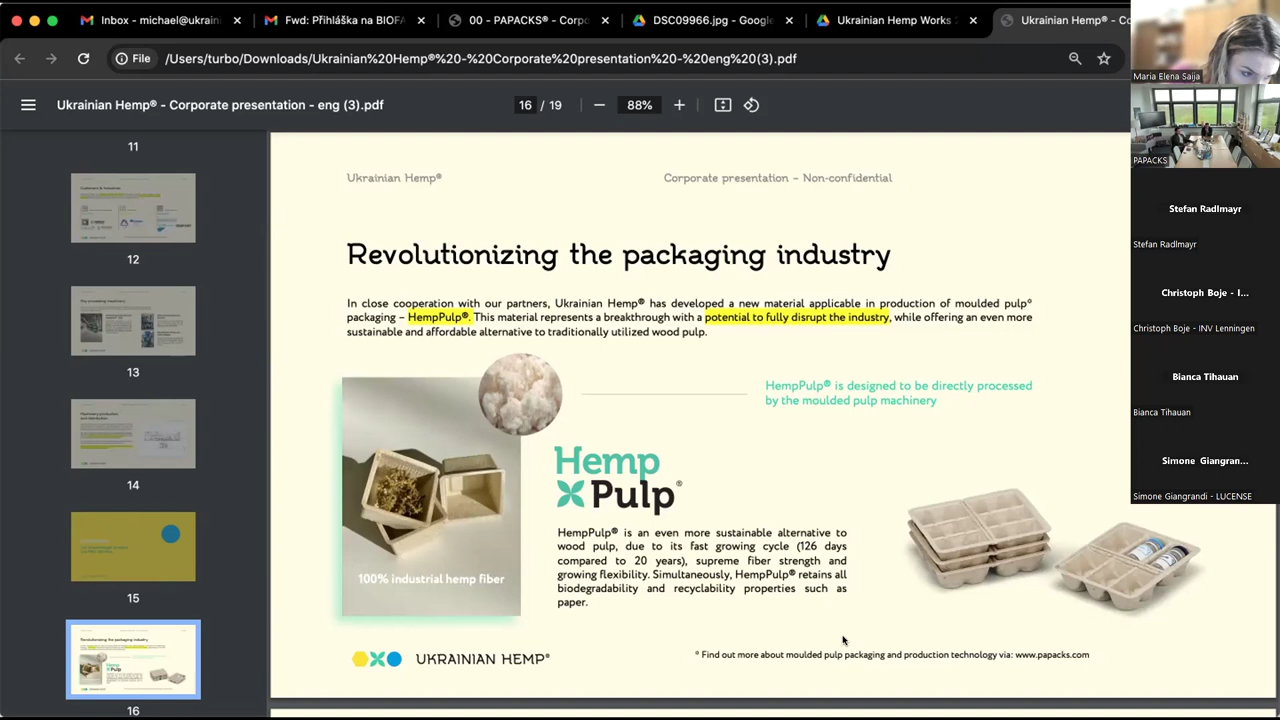 Inbox - michael@ukrain
Fwd: Přihláška na BIOFA
00 - PAPACKS® - Corpo
DSC09966.jpg - Google
Ukrainian Hemp Works 2
Ukrainian Hemp® - Co
File
/Users/turbo/Downloads/Ukrainian%20Hemp®%20-%20Corporate%20presentation%20-%20eng%20(3).pdf
Ukrainian Hemp® - Corporate presentation - eng (3).pdf
16 / 19
88%
11
12
13
14
15
16
Ukrainian Hemp®
Corporate presentation – Non-confidential
Revolutionizing the packaging industry
In close cooperation with our partners, Ukrainian Hemp® has developed a new material applicable in production of moulded pulp°
packaging – HempPulp®. This material represents a breakthrough with a potential to fully disrupt the industry, while offering an even more
sustainable and affordable alternative to traditionally utilized wood pulp.
HempPulp® is designed to be directly processed
by the moulded pulp machinery
Hemp
Pulp®
100% industrial hemp fiber
HempPulp® is an even more sustainable alternative to
wood pulp, due to its fast growing cycle (126 days
compared to 20 years), supreme fiber strength and
growing flexibility. Simultaneously, HempPulp® retains all
biodegradability and recyclability properties such as
paper.
UKRAINIAN HEMP®
° Find out more about moulded pulp packaging and production technology via: www.papacks.com
Maria Elena Saija
PAPACKS
Stefan Radlmayr
Stefan Radlmayr
Christoph Boje - I...
Christoph Boje - INV Lenningen
Bianca Tihauan
Bianca Tihauan
Simone Giangran...
Simone Giangrandi - LUCENSE